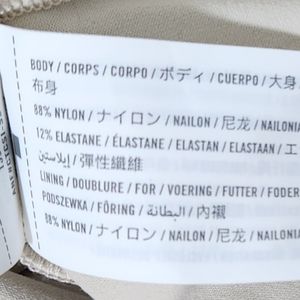 BODY / CORPS / CORPO / ボディ / CUERPO / 大身
布身
88% NYLON / ナイロン / NAILON / 尼龙 / NAILONIA
12% ELASTANE / ÉLASTANE / ELASTAN / ELASTAAN / エ
إيلاستين / 彈性纖維
LINING / DOUBLURE / FOR / VOERING / FUTTER / FODER
PODSZEWKA / FÖRING / البطانة / 內襯
88% NYLON / ナイロン / NAILON / 尼龙 / NAILONIA